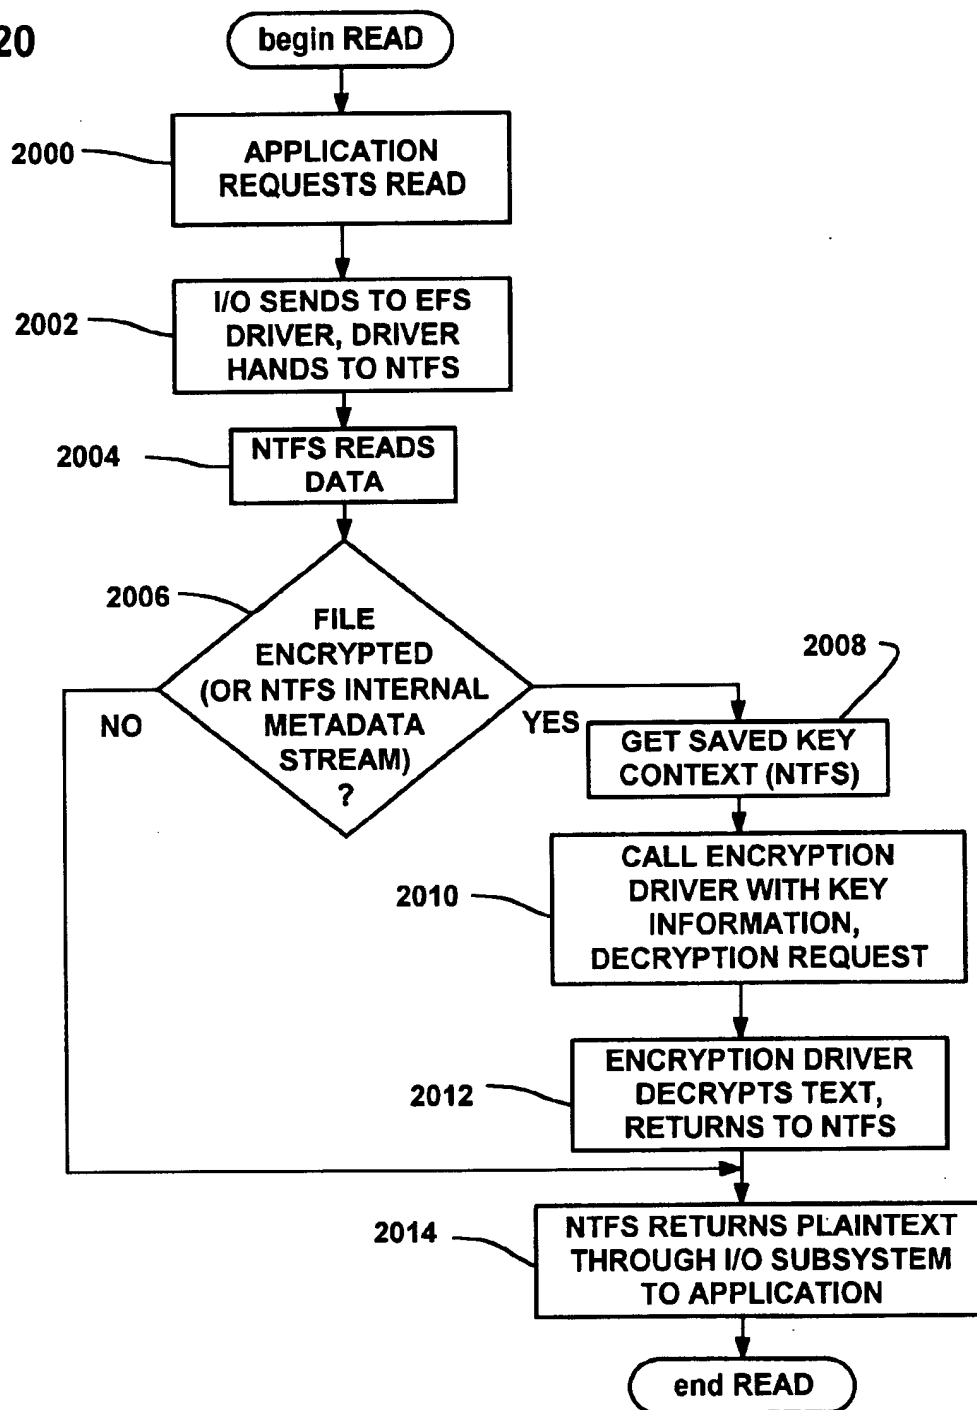 20
begin READ
2000
APPLICATION
REQUESTS READ
2002
I/O SENDS TO EFS
DRIVER, DRIVER
HANDS TO NTFS
2004
NTFS READS
DATA
2006
FILE
ENCRYPTED
(OR NTFS INTERNAL
METADATA
STREAM)
?
NO
YES
2008
GET SAVED KEY
CONTEXT (NTFS)
2010
CALL ENCRYPTION
DRIVER WITH KEY
INFORMATION,
DECRYPTION REQUEST
2012
ENCRYPTION DRIVER
DECRYPTS TEXT,
RETURNS TO NTFS
2014
NTFS RETURNS PLAINTEXT
THROUGH I/O SUBSYSTEM
TO APPLICATION
end READ